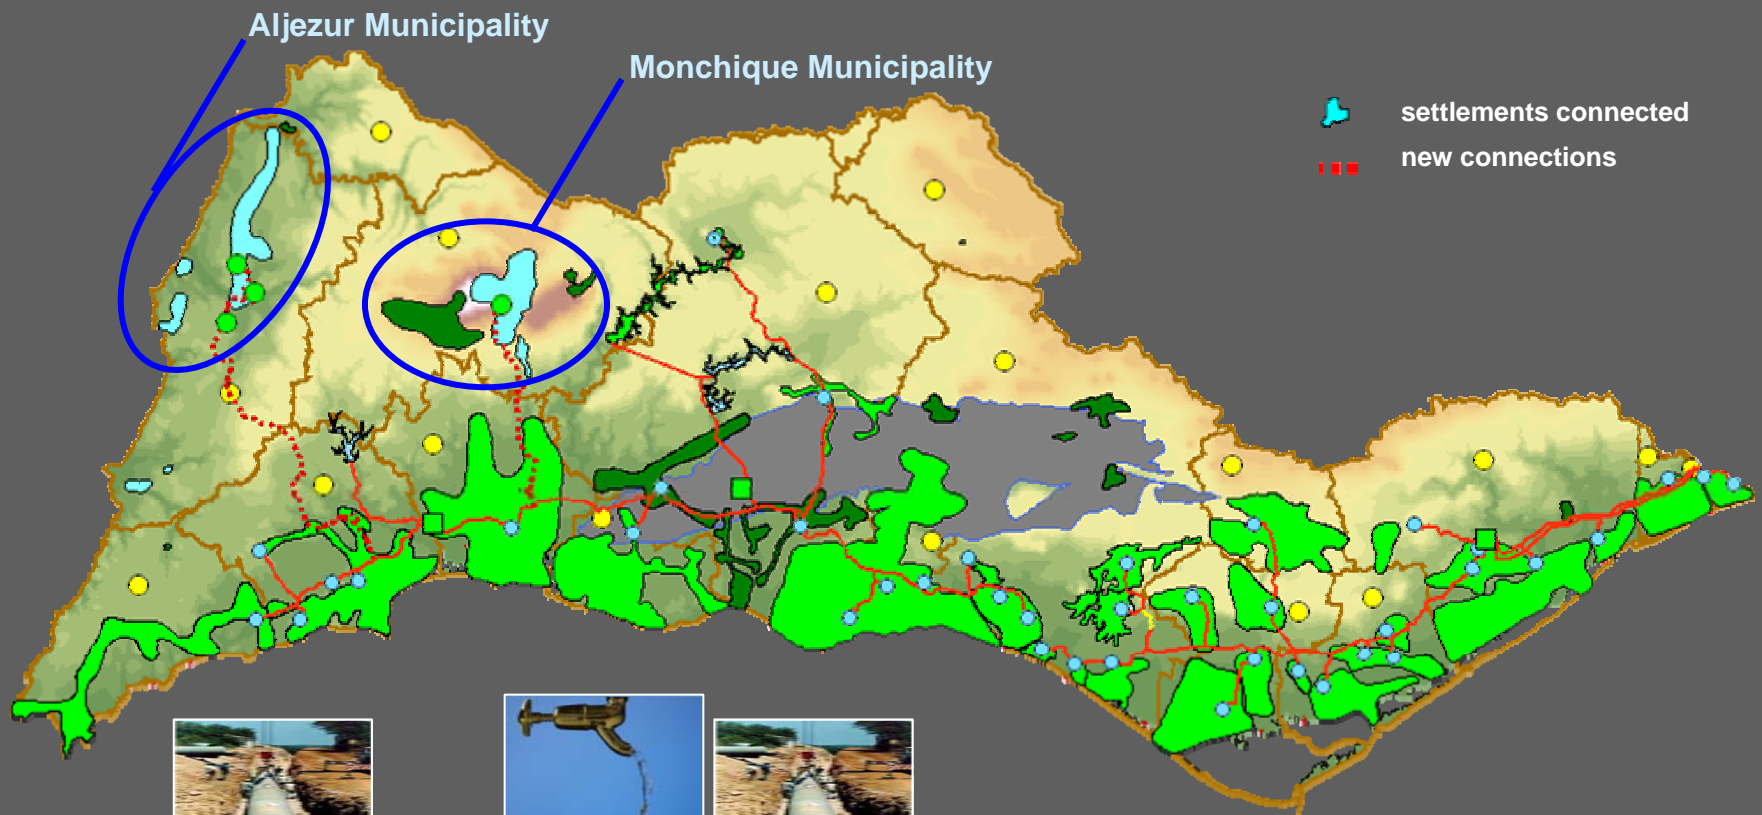 Aljezur Municipality
Monchique Municipality
settlements connected
new connections